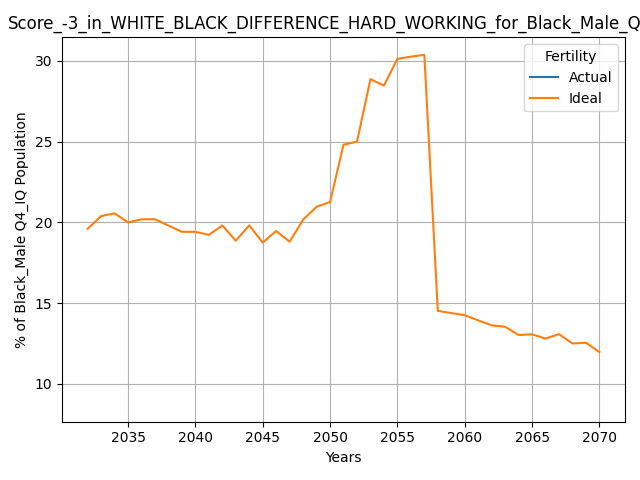 Score_-3_in_WHITE_BLACK_DIFFERENCE_HARD_WORKING_for_Black_Male_Q
Fertility
Actual
Ideal
% of Black_Male Q4_IQ Population
30
25
20
15
10
2035 2040 2045 2050 2055 2060 2065 2070
Years